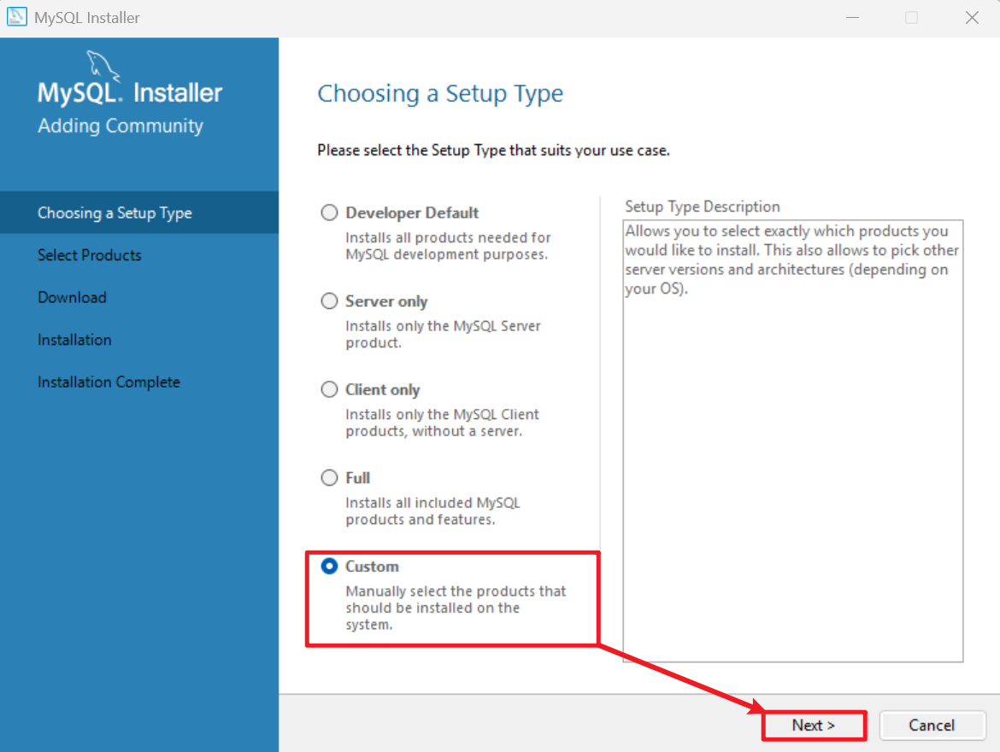 MySQL Installer
MySQL. Installer
Adding Community
Choosing a Setup Type
Select Products
Download
Installation
Installation Complete
Choosing a Setup Type
Please select the Setup Type that suits your use case.
Developer Default
Installs all products needed for
MySQL development purposes.
Server only
Installs only the MySQL Server
product.
Client only
Installs only the MySQL Client
products, without a server.
Full
Installs all included MySQL
products and features.
Custom
Manually select the products that
should be installed on the
system.
Setup Type Description
Allows you to select exactly which products you
would like to install. This also allows to pick other
server versions and architectures (depending on
your OS).
Next >
Cancel